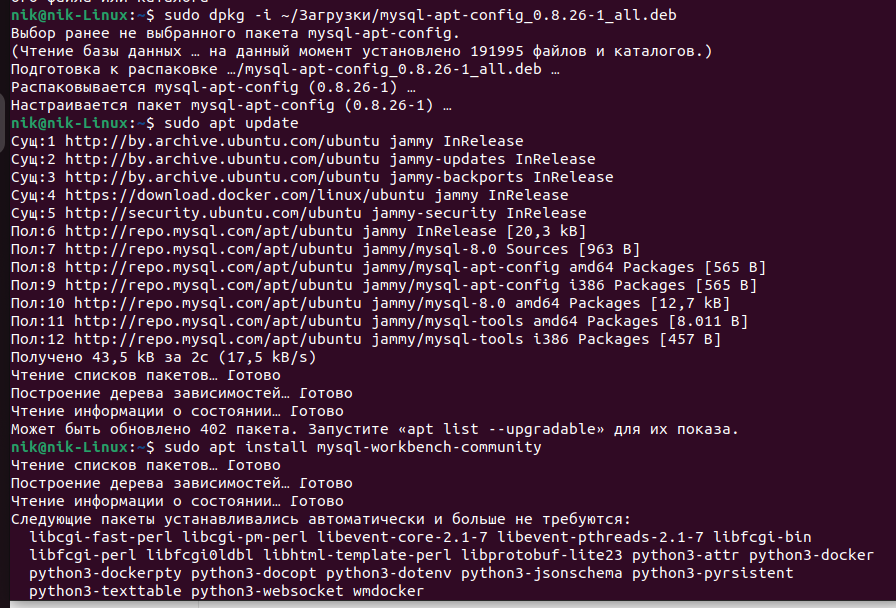 nik@nik-Linux:~$ sudo dpkg -i ~/Загрузки/mysql-apt-config_0.8.26-1_all.deb
Выбор ранее не выбранного пакета mysql-apt-config.
(Чтение базы данных … на данный момент установлено 191995 файлов и каталогов.)
Подготовка к распаковке …/mysql-apt-config_0.8.26-1_all.deb …
Распаковывается mysql-apt-config (0.8.26-1) …
Настраивается пакет mysql-apt-config (0.8.26-1) …
nik@nik-Linux:~$ sudo apt update
Сущ:1 http://by.archive.ubuntu.com/ubuntu jammy InRelease
Сущ:2 http://by.archive.ubuntu.com/ubuntu jammy-updates InRelease
Сущ:3 http://by.archive.ubuntu.com/ubuntu jammy-backports InRelease
Сущ:4 https://download.docker.com/linux/ubuntu jammy InRelease
Сущ:5 http://security.ubuntu.com/ubuntu jammy-security InRelease
Пол:6 http://repo.mysql.com/apt/ubuntu jammy InRelease [20,3 kB]
Пол:7 http://repo.mysql.com/apt/ubuntu jammy/mysql-8.0 Sources [963 B]
Пол:8 http://repo.mysql.com/apt/ubuntu jammy/mysql-apt-config amd64 Packages [565 B]
Пол:9 http://repo.mysql.com/apt/ubuntu jammy/mysql-apt-config i386 Packages [565 B]
Пол:10 http://repo.mysql.com/apt/ubuntu jammy/mysql-8.0 amd64 Packages [12,7 kB]
Пол:11 http://repo.mysql.com/apt/ubuntu jammy/mysql-tools amd64 Packages [8.011 B]
Пол:12 http://repo.mysql.com/apt/ubuntu jammy/mysql-tools i386 Packages [457 B]
Получено 43,5 kB за 2с (17,5 kB/s)
Чтение списков пакетов… Готово
Построение дерева зависимостей… Готово
Чтение информации о состоянии… Готово
Может быть обновлено 402 пакета. Запустите «apt list --upgradable» для их показа.
nik@nik-Linux:~$ sudo apt install mysql-workbench-community
Чтение списков пакетов… Готово
Построение дерева зависимостей… Готово
Чтение информации о состоянии… Готово
Следующие пакеты устанавливались автоматически и больше не требуются:
libcgi-fast-perl libcgi-pm-perl libevent-core-2.1-7 libevent-pthreads-2.1-7 libfcgi-bin
libfcgi-perl libfcgi0ldbl libhtml-template-perl libprotobuf-lite23 python3-attr python3-docker
python3-dockerpty python3-docopt python3-dotenv python3-jsonschema python3-pyrsistent
python3-texttable python3-websocket wmdocker